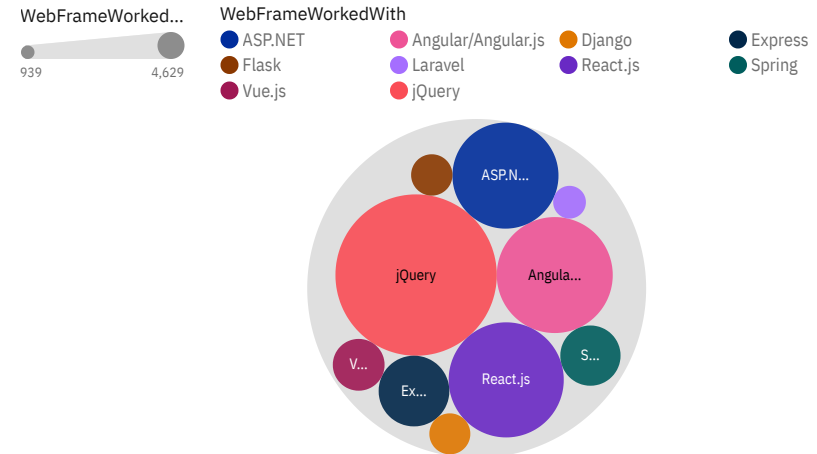 WebFrameWorked...
939
4,629
WebFrameWorkedWith
ASP.NET
Angular/Angular.js
Django
Express
Flask
Laravel
React.js
Spring
Vue.js
jQuery
ASP.N...
jQuery
Angula...
S...
V...
React.js
Ex...